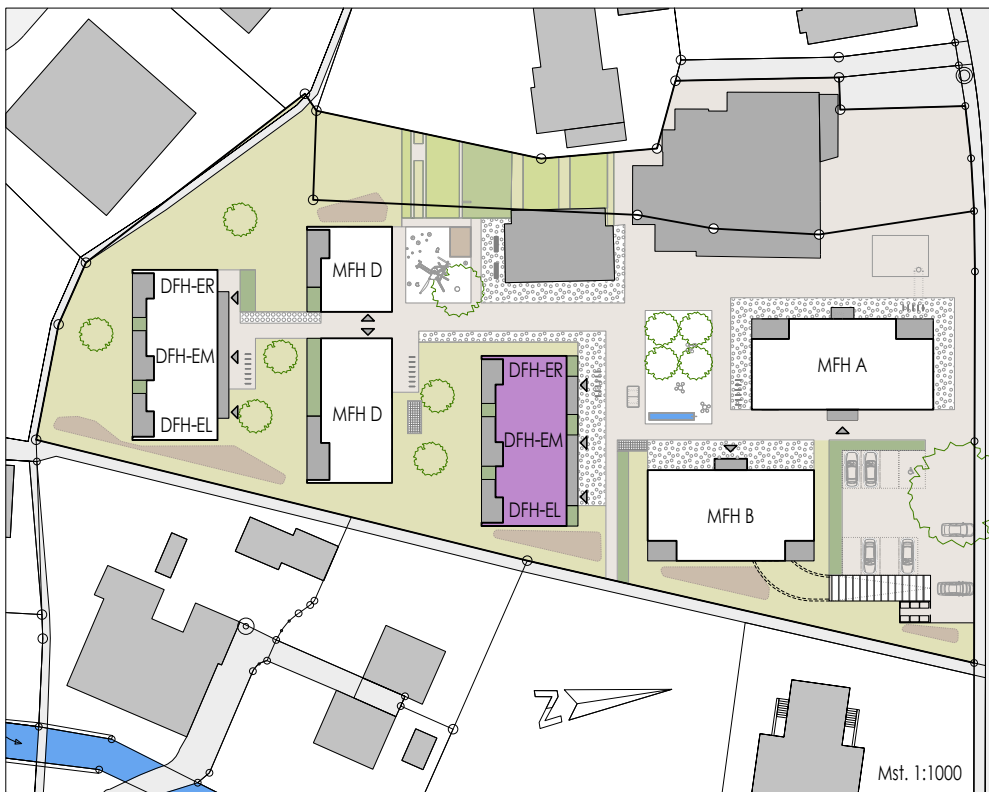 MFH D
DFH-ER
DFH-EM
DFH-EL
MFH D
DFH-ER
DFH-EM
DFH-EL
MFH A
MFH B
N
Mst. 1:1000